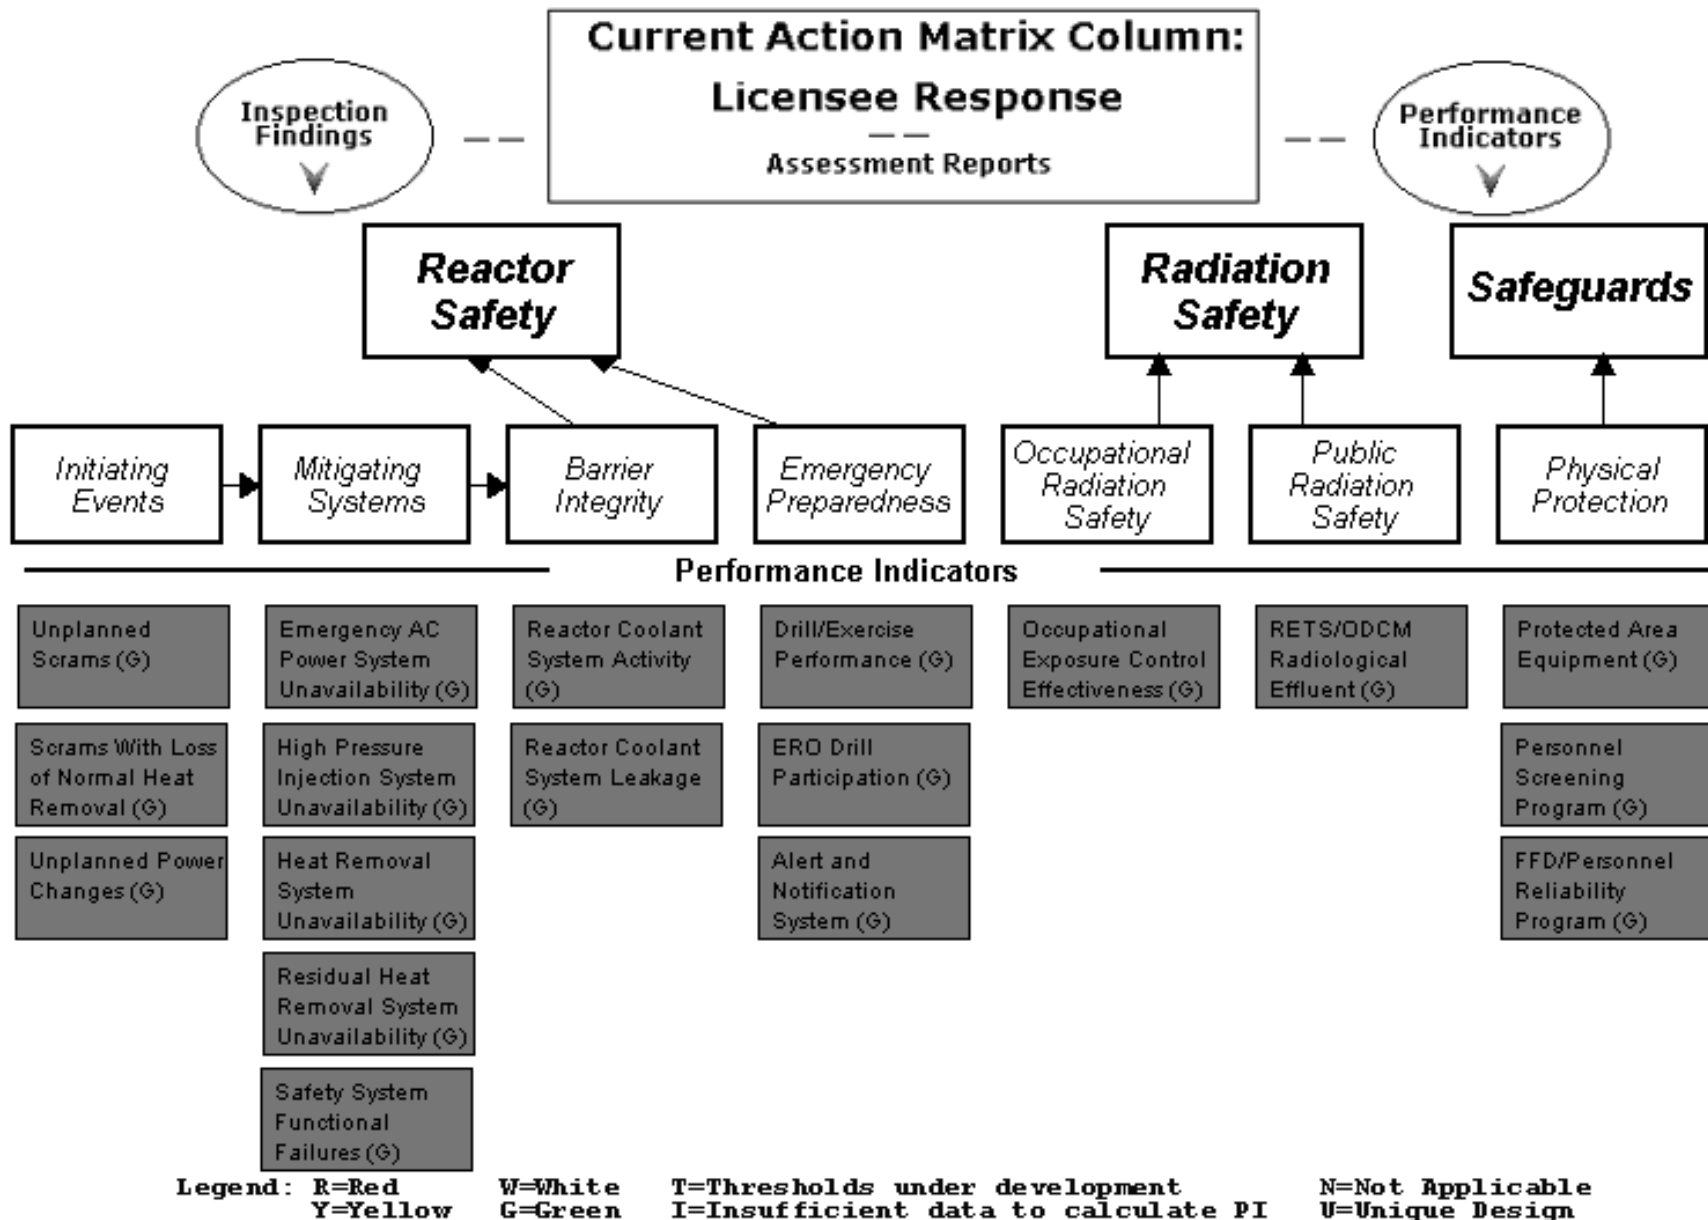 Current Action Matrix Column:
Licensee Response
Assessment Reports
Inspection
Findings
Performance
Indicators
Reactor
Safety
Radiation
Safety
Safeguards
Initiating
Events
Mitigating
Systems
Barrier
Integrity
Emergency
Preparedness
Occupational
Radiation
Safety
Public
Radiation
Safety
Physical
Protection
Performance Indicators
Unplanned
Scrams (G)
Emergency AC
Power System
Unavailability (G)
Reactor Coolant
System Activity
(G)
Drill/Exercise
Performance (G)
Occupational
Exposure Control
Effectiveness (G)
RETS/ODCM
Radiological
Effluent (G)
Protected Area
Equipment (G)
Scrams With Loss
of Normal Heat
Removal (G)
High Pressure
Injection System
Unavailability (G)
Reactor Coolant
System Leakage
(G)
ERO Drill
Participation (G)
Personnel
Screening
Program (G)
Unplanned Power
Changes (G)
Heat Removal
System
Unavailability (G)
Alert and
Notification
System (G)
FFD/Personnel
Reliability
Program (G)
Residual Heat
Removal System
Unavailability (G)
Safety System
Functional
Failures (G)
Legend: R=Red W=White T=Thresholds under development N=Not Applicable
Y=Yellow G=Green I=Insufficient data to calculate PI U=Unique Design